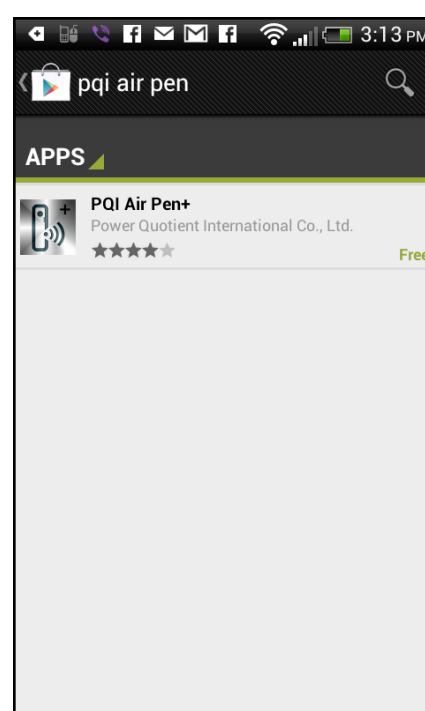 3:13 PM
pqi air pen
APPS
PQI Air Pen+
Power Quotient International Co., Ltd.
Free